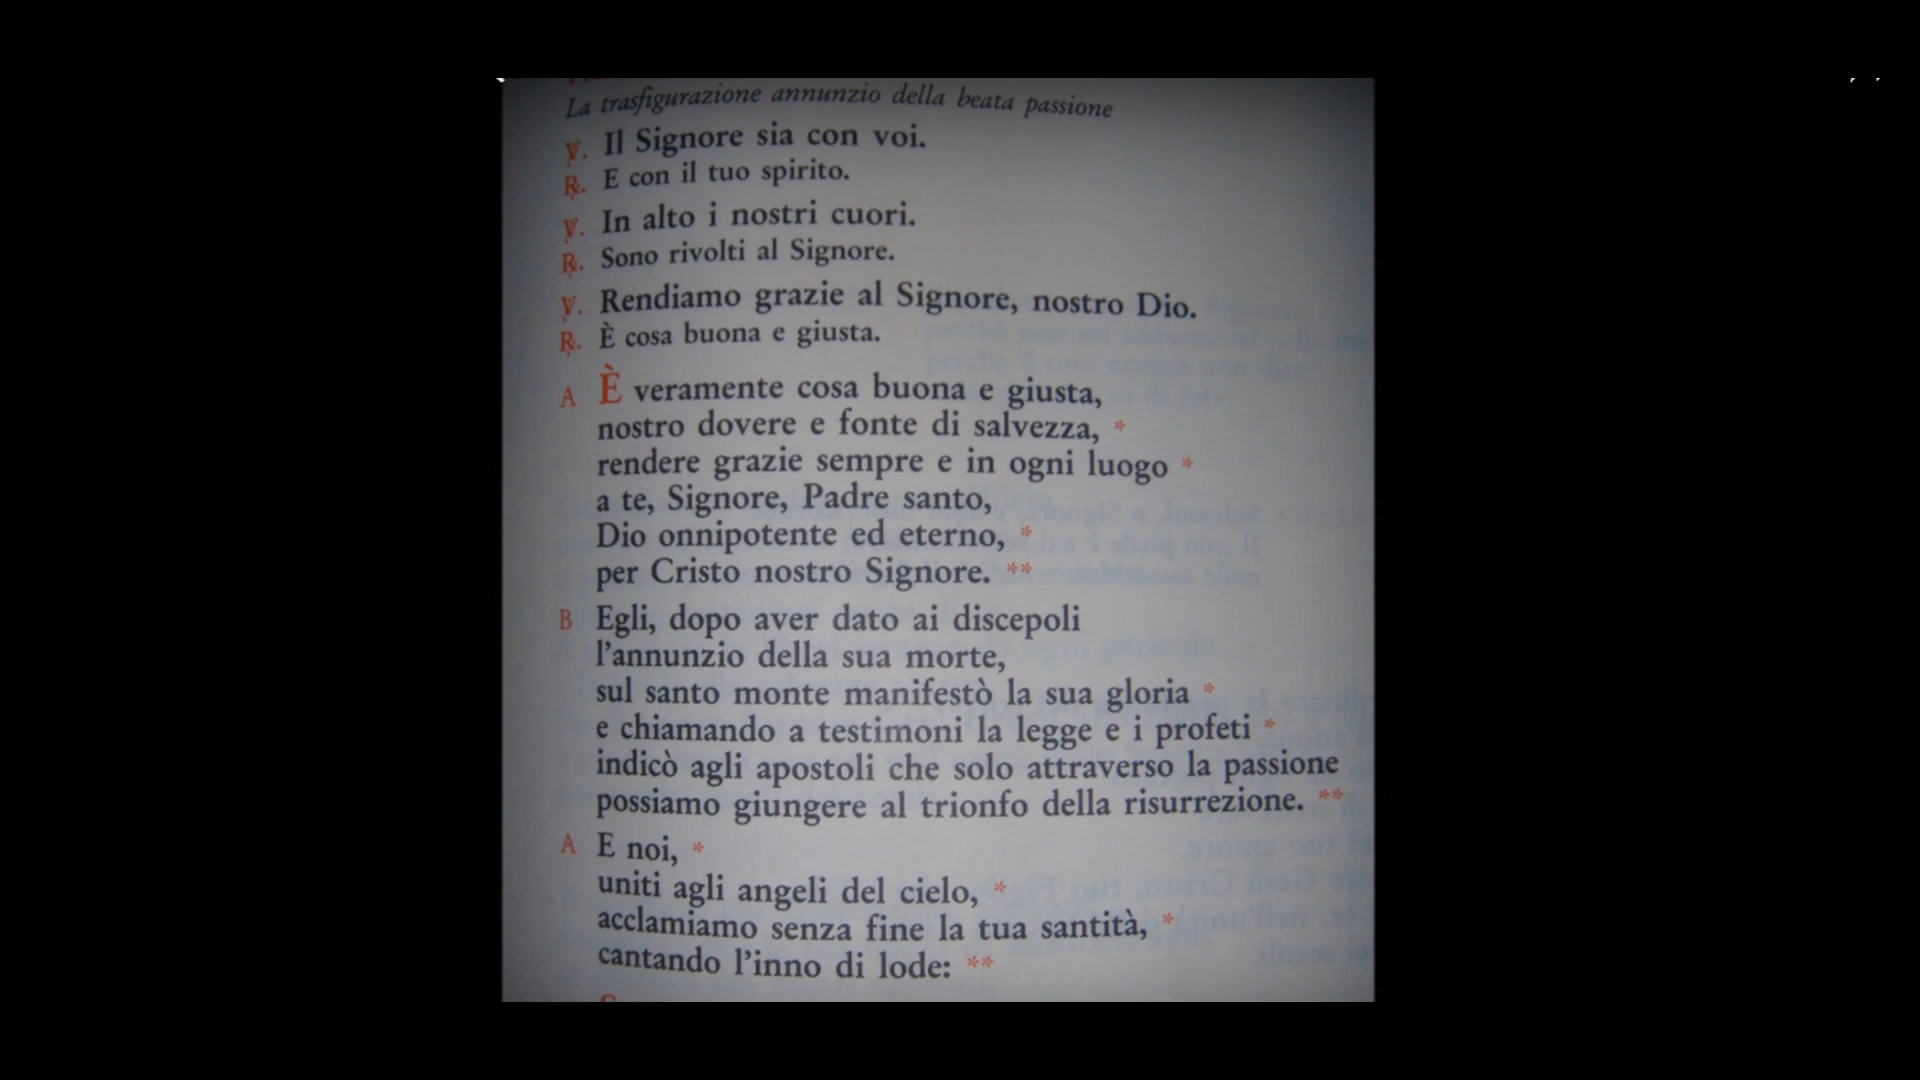 La trasfigurazione annunzio della beata passione
℣. Il Signore sia con voi.
℟. E con il tuo spirito.
℣. In alto i nostri cuori.
℟. Sono rivolti al Signore.
℣. Rendiamo grazie al Signore, nostro Dio.
℟. È cosa buona e giusta.
A È veramente cosa buona e giusta,
nostro dovere e fonte di salvezza, *
rendere grazie sempre e in ogni luogo *
a te, Signore, Padre santo,
Dio onnipotente ed eterno, *
per Cristo nostro Signore. **
B Egli, dopo aver dato ai discepoli
l’annunzio della sua morte,
sul santo monte manifestò la sua gloria *
e chiamando a testimoni la legge e i profeti *
indicò agli apostoli che solo attraverso la passione
possiamo giungere al trionfo della risurrezione. **
A E noi, *
uniti agli angeli del cielo, *
acclamiamo senza fine la tua santità, *
cantando l’inno di lode: **